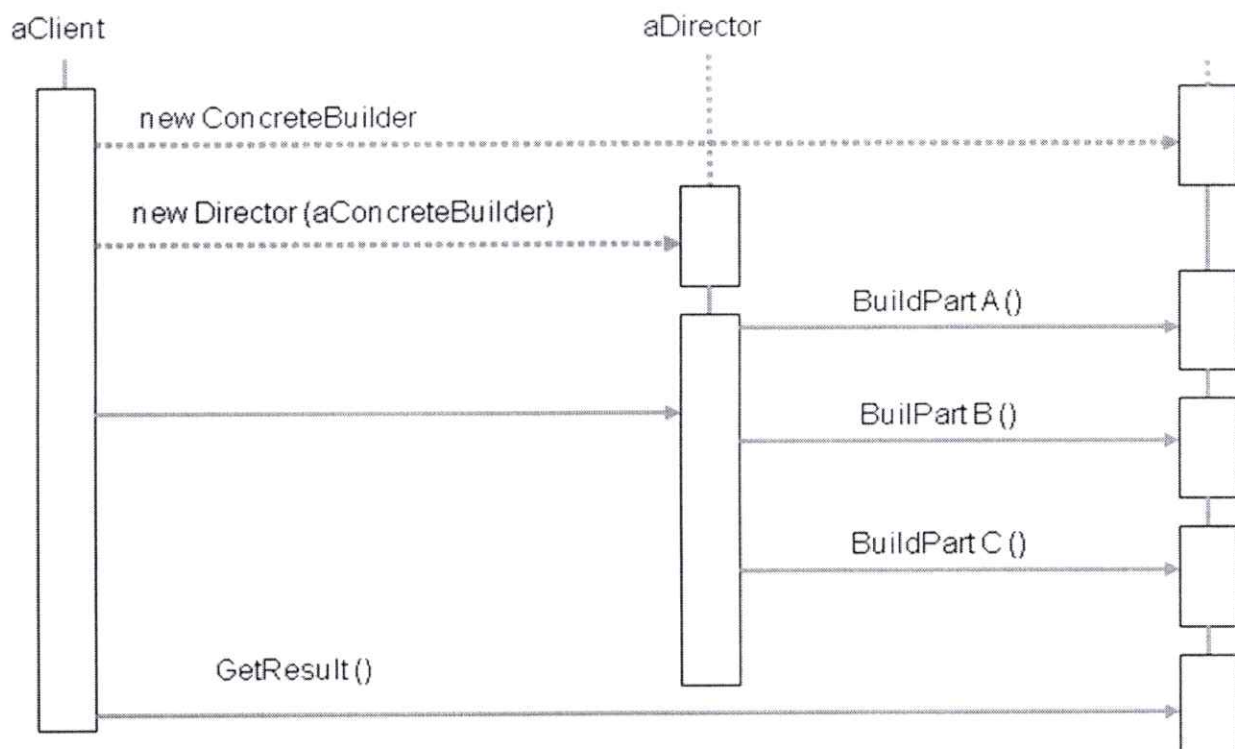 aClient
aDirector
new ConcreteBuilder
new Director (aConcreteBuilder)
BuildPart A ()
BuilPart B ()
BuildPart C ()
GetResult ()